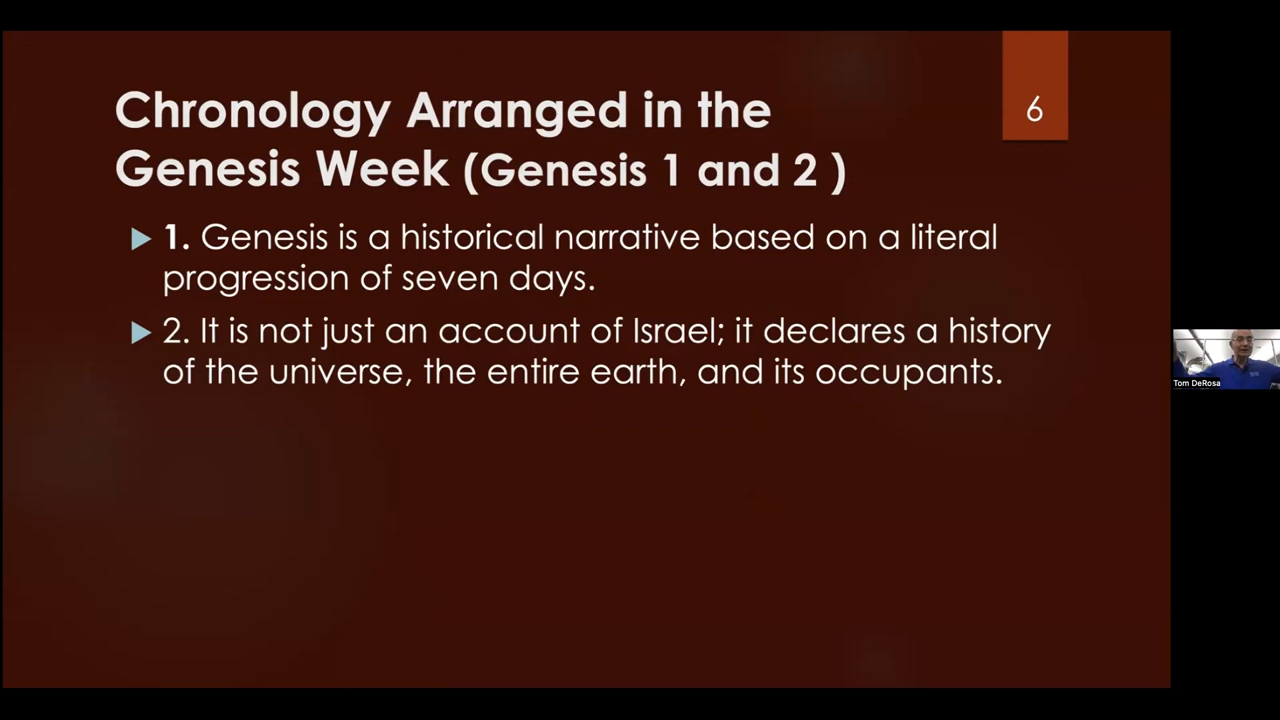 Chronology Arranged in the
Genesis Week (Genesis 1 and 2 )
6
1. Genesis is a historical narrative based on a literal
progression of seven days.
2. It is not just an account of Israel; it declares a history
of the universe, the entire earth, and its occupants.
Tom DeRosa